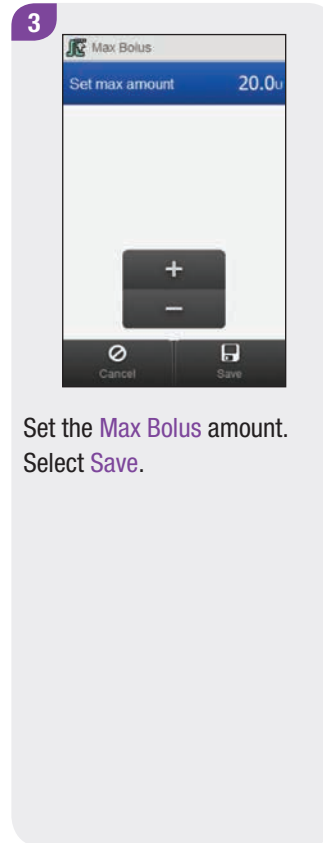 3
Max Bolus
Set max amount 20.0U
+
−
Cancel Save
Set the Max Bolus amount.
Select Save.